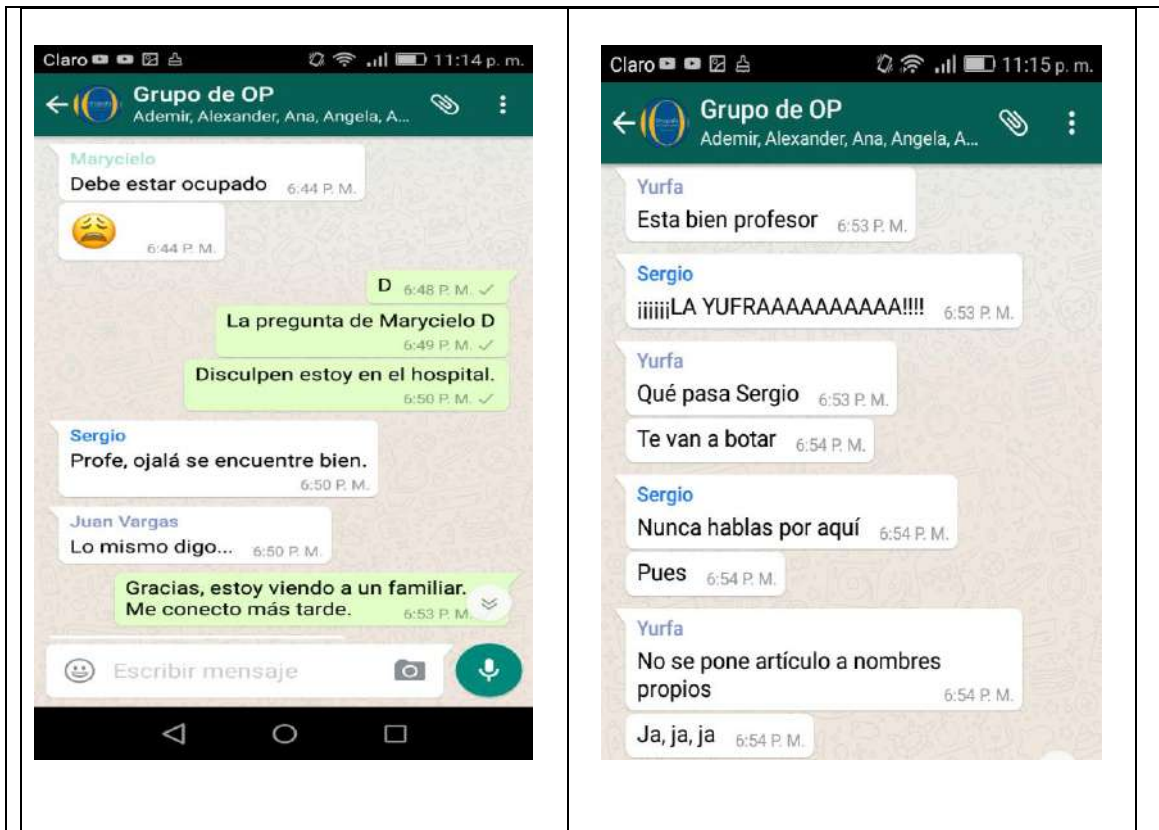 Claro 11:14 p. m.
Grupo de OP
Ademir, Alexander, Ana, Angela, A...
Marycielo
Debe estar ocupado 6:44 P. M.
6:44 P. M.
D 6:48 P. M.
La pregunta de Marycielo D
6:49 P. M.
Disculpen estoy en el hospital.
6:50 P. M.
Sergio
Profe, ojalá se encuentre bien.
6:50 P. M.
Juan Vargas
Lo mismo digo... 6:50 P. M.
Gracias, estoy viendo a un familiar.
Me conecto más tarde. 6:53 P. M.
Escribir mensaje
Claro 11:15 p. m.
Grupo de OP
Ademir, Alexander, Ana, Angela, A...
Yurfa
Esta bien profesor 6:53 P. M.
Sergio
¡¡¡¡¡¡LA YUFRAAAAAAAAAA!!!! 6:53 P. M.
Yurfa
Qué pasa Sergio 6:53 P. M.
Te van a botar 6:54 P. M.
Sergio
Nunca hablas por aquí 6:54 P. M.
Pues 6:54 P. M.
Yurfa
No se pone artículo a nombres
propios 6:54 P. M.
Ja, ja, ja 6:54 P. M.